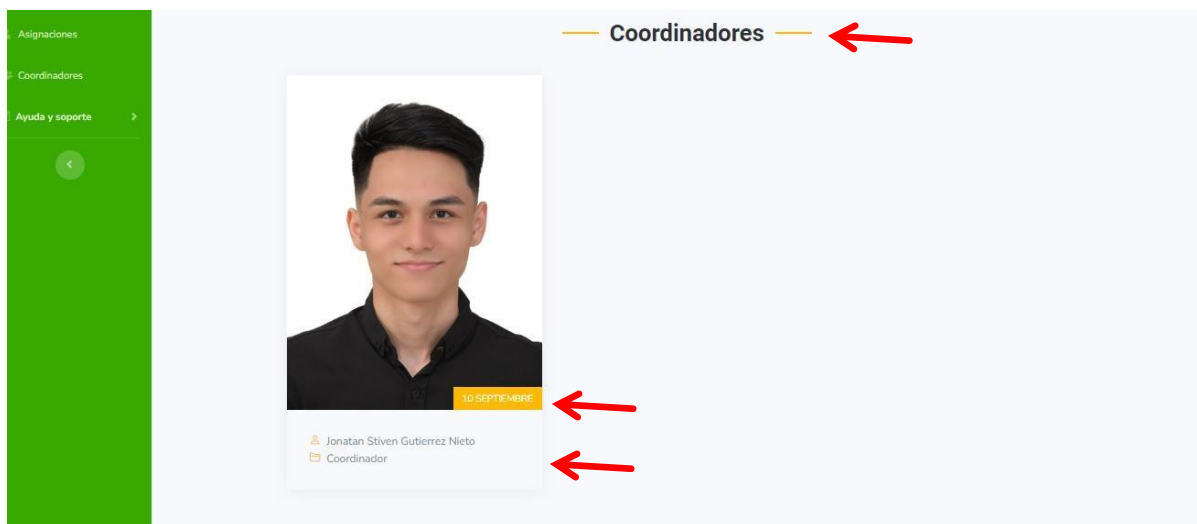 Asignaciones
Coordinadores
Ayuda y soporte
Coordinadores
10 SEPTIEMBRE
Jonatan Stiven Gutierrez Nieto
Coordinador